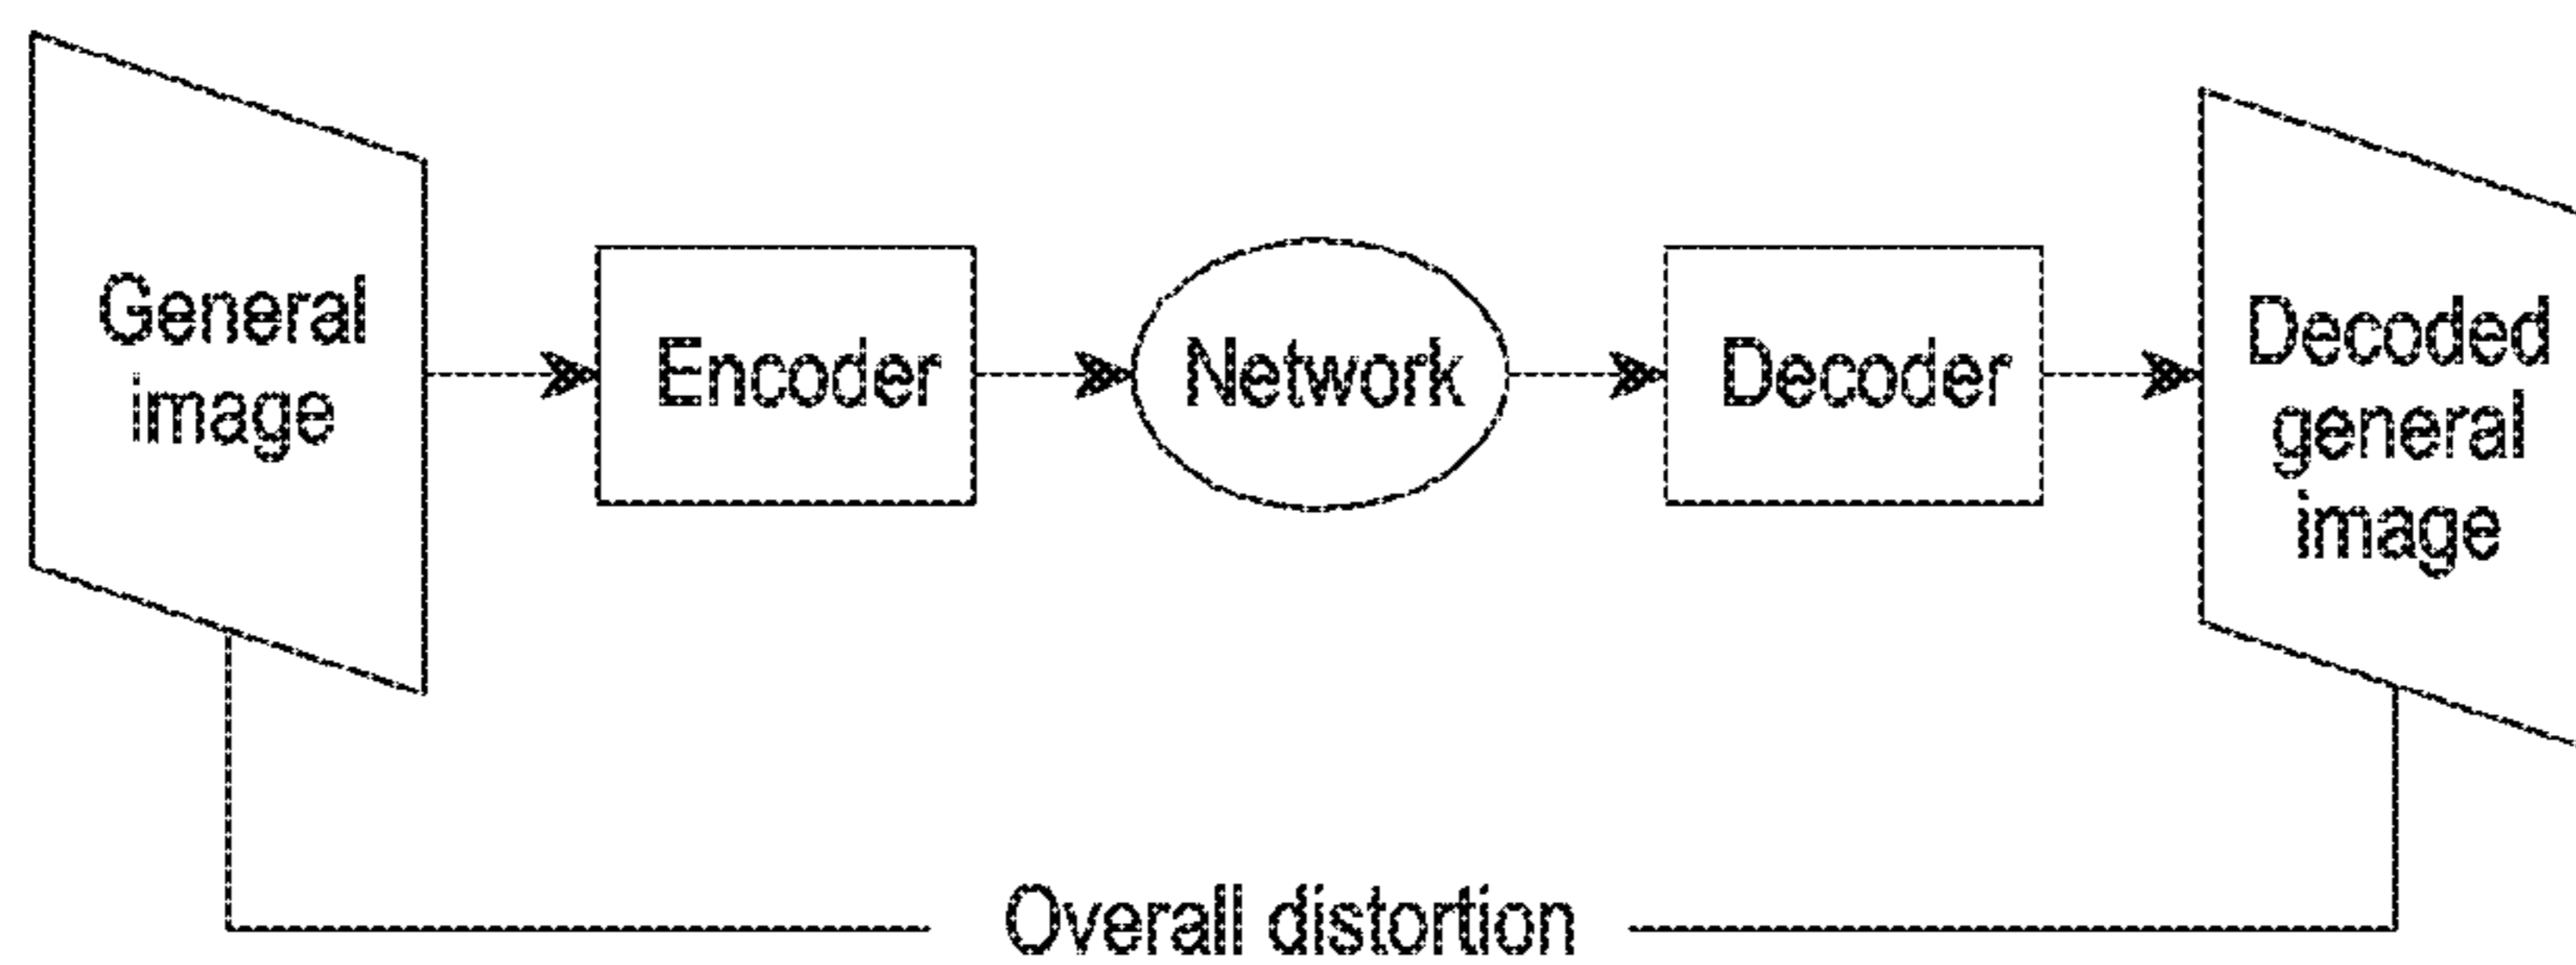 General
image
Encoder
Network
Decoder
Decoded
general
image
Overall distortion